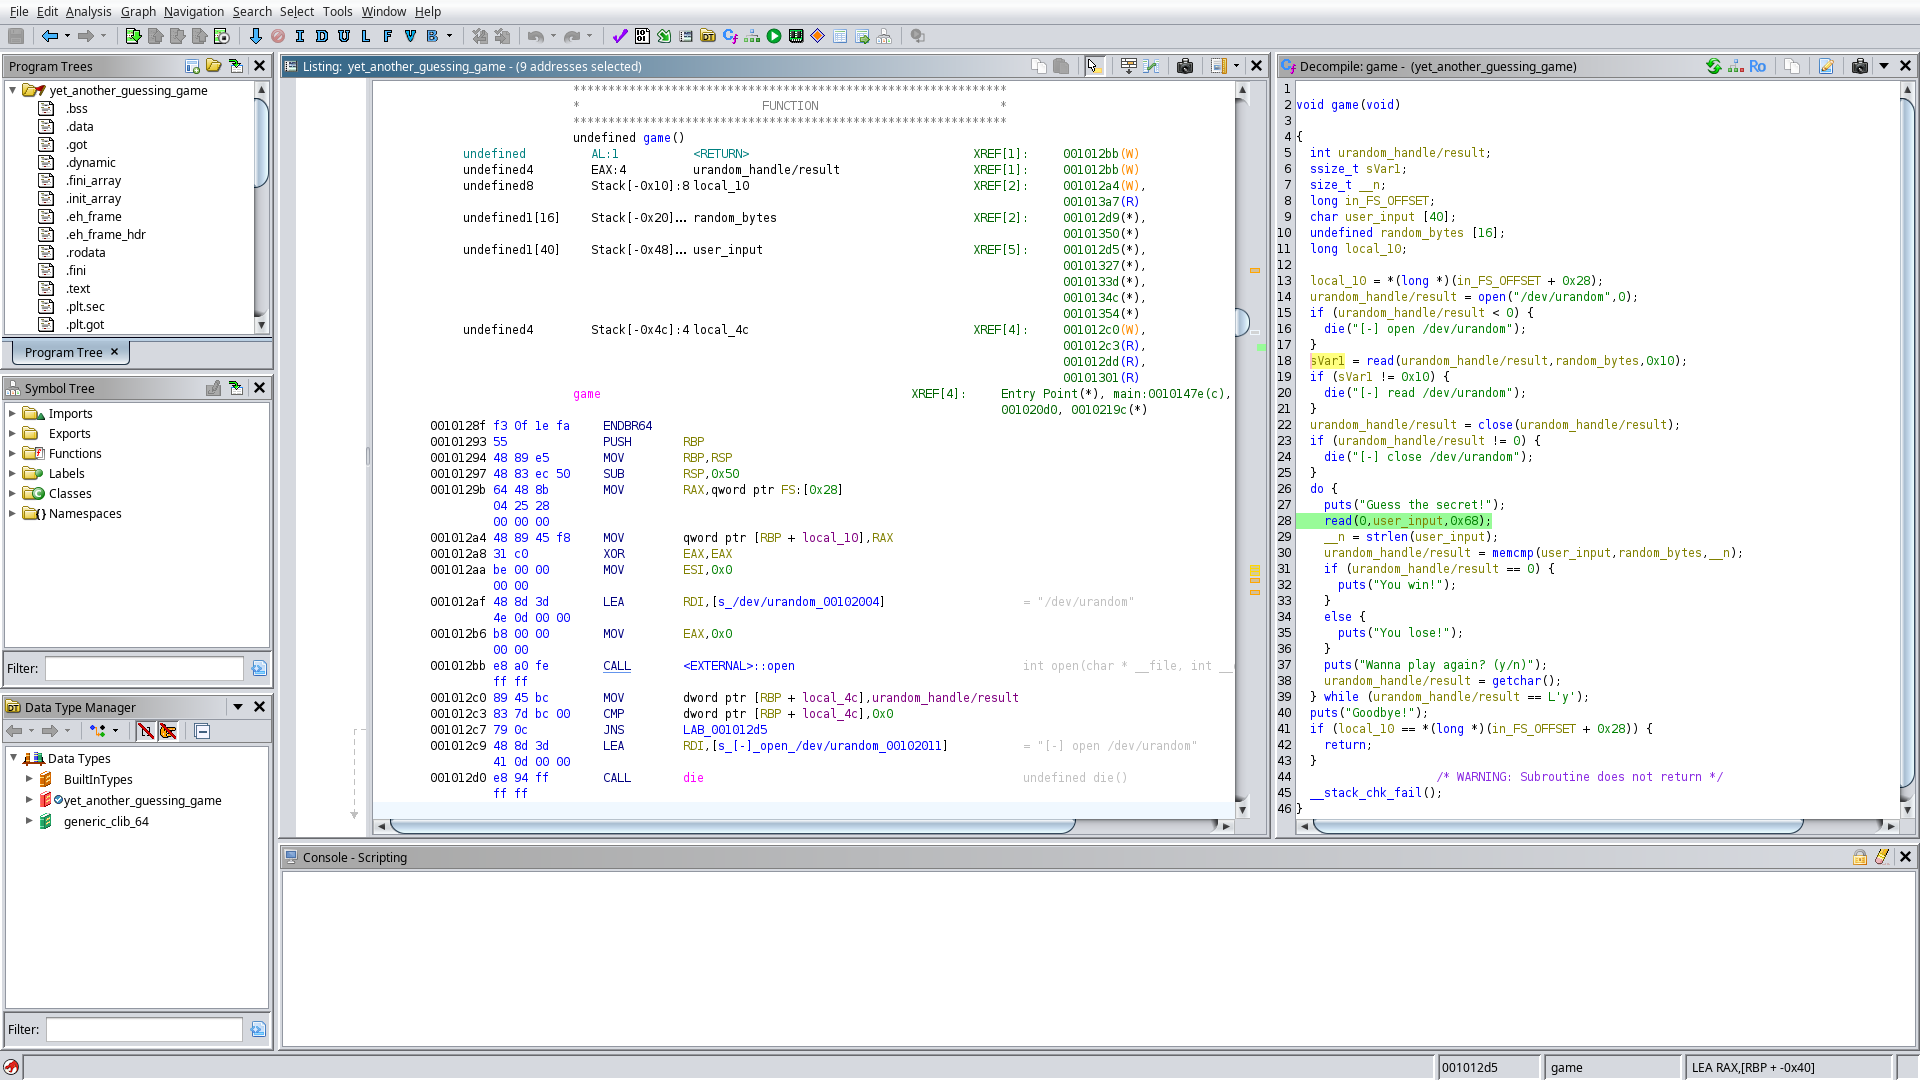 File Edit Analysis Graph Navigation Search Select Tools Window Help
I D U L F V B
Program Trees
yet_another_guessing_game
.bss
.data
.got
.dynamic
.fini_array
.init_array
.eh_frame
.eh_frame_hdr
.rodata
.fini
.text
.plt.sec
.plt.got
Program Tree ×
Symbol Tree
Imports
Exports
Functions
Labels
Classes
Namespaces
Filter:
Data Type Manager
Data Types
BuiltInTypes
yet_another_guessing_game
generic_clib_64
Filter:
Listing: yet_another_guessing_game - (9 addresses selected)
**************************************************************
* FUNCTION *
**************************************************************
undefined game()
undefined AL:1 <RETURN> XREF[1]: 001012bb(W)
undefined4 EAX:4 urandom_handle/result XREF[1]: 001012bb(W)
undefined8 Stack[-0x10]:8 local_10 XREF[2]: 001012a4(W),
001013a7(R)
undefined1[16] Stack[-0x20]... random_bytes XREF[2]: 001012d9(*),
00101350(*)
undefined1[40] Stack[-0x48]... user_input XREF[5]: 001012d5(*),
00101327(*)
0010133d(*),
0010134c(*),
00101354(*)
undefined4 Stack[-0x4c]:4 local_4c XREF[4]: 001012c0(W),
001012c3(R),
001012dd(R),
00101301(R)
game XREF[4]: Entry Point(*), main:0010147e(c),
001020d0, 0010219c(*)
0010128f f3 0f 1e fa ENDBR64
00101293 55 PUSH RBP
00101294 48 89 e5 MOV RBP,RSP
00101297 48 83 ec 50 SUB RSP,0x50
0010129b 64 48 8b MOV RAX,qword ptr FS:[0x28]
04 25 28
00 00 00
001012a4 48 89 45 f8 MOV qword ptr [RBP + local_10],RAX
001012a8 31 c0 XOR EAX,EAX
001012aa be 00 00 MOV ESI,0x0
00 00
001012af 48 8d 3d LEA RDI,[s_/dev/urandom_00102004] = "/dev/urandom"
4e 0d 00 00
001012b6 b8 00 00 MOV EAX,0x0
00 00
001012bb e8 a0 fe CALL <EXTERNAL>::open int open(char * __file, int __
ff ff
001012c0 89 45 bc MOV dword ptr [RBP + local_4c],urandom_handle/result
001012c3 83 7d bc 00 CMP dword ptr [RBP + local_4c],0x0
001012c7 79 0c JNS LAB_001012d5
001012c9 48 8d 3d LEA RDI,[s_[-]_open_/dev/urandom_00102011] = "[-] open /dev/urandom"
41 0d 00 00
001012d0 e8 94 ff CALL die undefined die()
ff ff
Decompile: game - (yet_another_guessing_game)
Ro
1
2 void game(void)
3
4 {
5 int urandom_handle/result;
6 ssize_t sVar1;
7 size_t __n;
8 long in_FS_OFFSET;
9 char user_input [40];
10 undefined random_bytes [16];
11 long local_10;
12
13 local_10 = *(long *)(in_FS_OFFSET + 0x28);
14 urandom_handle/result = open("/dev/urandom",0);
15 if (urandom_handle/result < 0) {
16 die("[-] open /dev/urandom");
17 }
18 sVar1 = read(urandom_handle/result,random_bytes,0x10);
19 if (sVar1 != 0x10) {
20 die("[-] read /dev/urandom");
21 }
22 urandom_handle/result = close(urandom_handle/result);
23 if (urandom_handle/result != 0) {
24 die("[-] close /dev/urandom");
25 }
26 do {
27 puts("Guess the secret!");
28 read(0,user_input,0x68);
29 __n = strlen(user_input);
30 urandom_handle/result = memcmp(user_input,random_bytes,__n);
31 if (urandom_handle/result == 0) {
32 puts("You win!");
33 }
34 else {
35 puts("You lose!");
36 }
37 puts("Wanna play again? (y/n)");
38 urandom_handle/result = getchar();
39 } while (urandom_handle/result == L'y');
40 puts("Goodbye!");
41 if (local_10 == *(long *)(in_FS_OFFSET + 0x28)) {
42 return;
43 }
44 /* WARNING: Subroutine does not return */
45 __stack_chk_fail();
46 }
Console - Scripting
001012d5
game
LEA RAX,[RBP + -0x40]